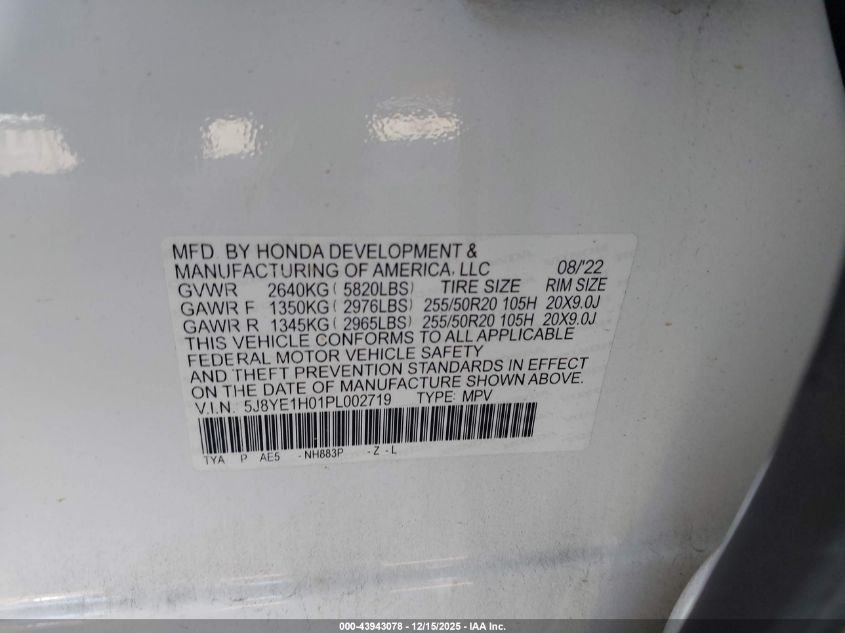 MFD. BY HONDA DEVELOPMENT &
MANUFACTURING OF AMERICA, LLC 08/'22
GVWR 2640KG( 5820LBS) TIRE SIZE RIM SIZE
GAWR F 1350KG( 2976LBS) 255/50R20 105H 20X9.0J
GAWR R 1345KG( 2965LBS) 255/50R20 105H 20X9.0J
THIS VEHICLE CONFORMS TO ALL APPLICABLE
FEDERAL MOTOR VEHICLE SAFETY
AND THEFT PREVENTION STANDARDS IN EFFECT
ON THE DATE OF MANUFACTURE SHOWN ABOVE.
V.I.N. 5J8YE1H01PL002719 TYPE: MPV
TYA P AE5 -NH883P -Z -L
000-43943078 - 12/15/2025 - IAA Inc.